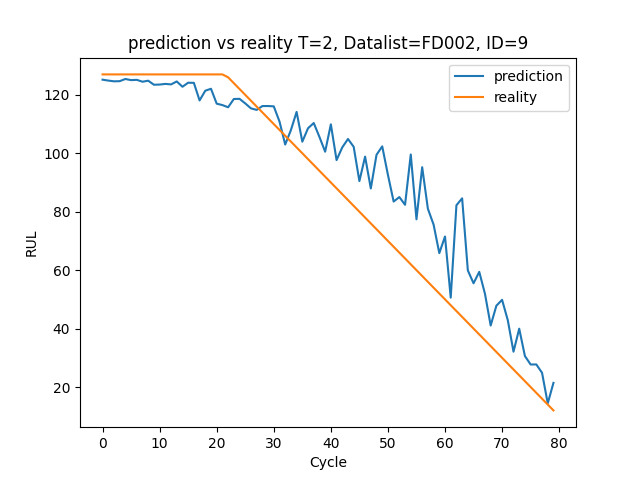 prediction vs reality T=2, Datalist=FD002, ID=9
prediction
reality
RUL
120
100
80
60
40
20
0 10 20 30 40 50 60 70 80
Cycle